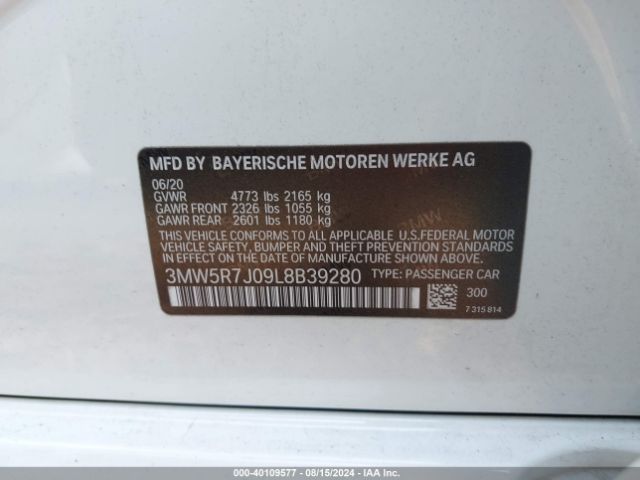 MFD BY BAYERISCHE MOTOREN WERKE AG
06/20
GVWR 4773 lbs 2165 kg
GAWR FRONT 2326 lbs 1055 kg
GAWR REAR 2601 lbs 1180 kg
THIS VEHICLE CONFORMS TO ALL APPLICABLE U.S.FEDERAL MOTOR
VEHICLE SAFETY, BUMPER, AND THEFT PREVENTION STANDARDS
IN EFFECT ON THE DATE OF MANUFACTURE SHOWN ABOVE.
3MW5R7J09L8B39280 TYPE: PASSENGER CAR
300
7 315 814
000-40109577 - 08/15/2024 - IAA Inc.